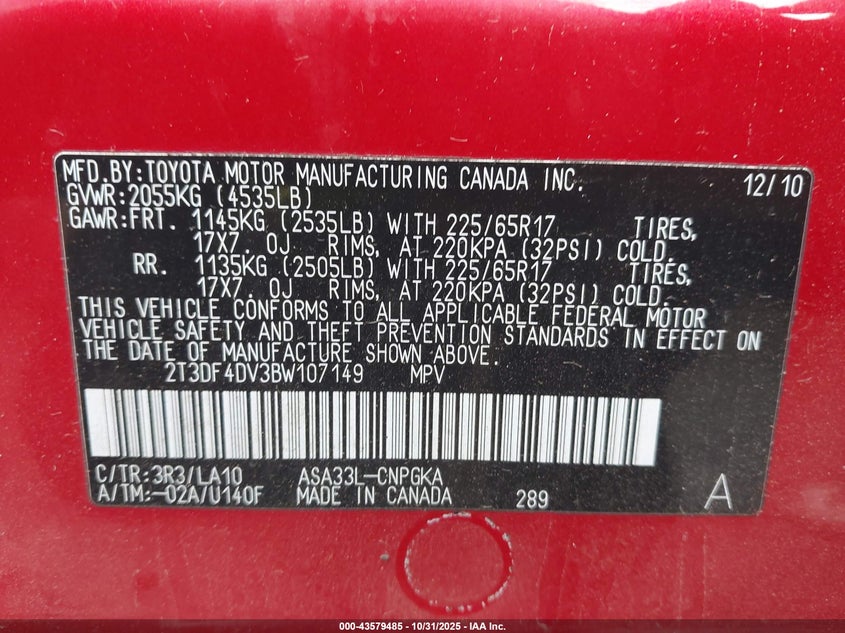 MFD.BY:TOYOTA MOTOR MANUFACTURING CANADA INC. 12/10
GVWR:2055KG (4535LB)
GAWR:FRT. 1145KG (2535LB) WITH 225/65R17 TIRES,
17X7. 0J RIMS, AT 220KPA (32PSI) COLD.
RR. 1135KG (2505LB) WITH 225/65R17 TIRES,
17X7 0J RIMS, AT 220KPA (32PSI) COLD.
THIS VEHICLE CONFORMS TO ALL APPLICABLE FEDERAL MOTOR
VEHICLE SAFETY AND THEFT PREVENTION STANDARDS IN EFFECT ON
THE DATE OF MANUFACTURE SHOWN ABOVE.
2T3DF4DV3BW107149 MPV
C/TR:3R3/LA10 ASA33L-CNPGKA
A/TM:-02A/U140F MADE IN CANADA 289 A
000-43579485 - 10/31/2025 - IAA Inc.